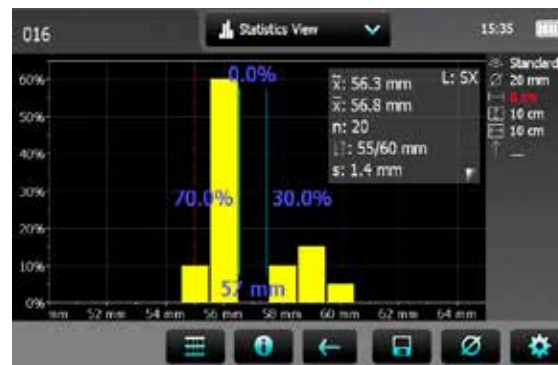 016
Statistics View
15:35
60%
50%
40%
30%
20%
10%
0%
0.0%
70.0%
30.0%
57 mm
x̃: 56.3 mm
L: SX
x̄: 56.8 mm
n: 20
↓↑: 55/60 mm
s: 1.4 mm
Standard
Ø 20 mm
10 cm
10 cm
mm
52 mm
54 mm
56 mm
58 mm
60 mm
62 mm
64 mm